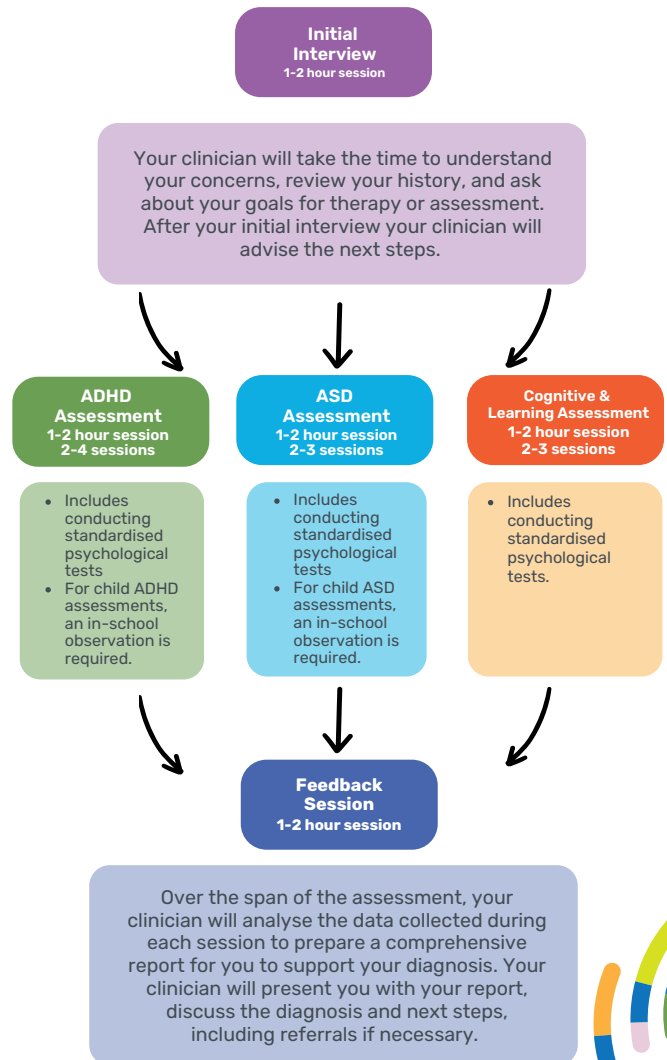 Initial
Interview
1-2 hour session
Your clinician will take the time to understand
your concerns, review your history, and ask
about your goals for therapy or assessment.
After your initial interview your clinician will
advise the next steps.
ADHD
Assessment
1-2 hour session
2-4 sessions
• Includes
conducting
standardised
psychological
tests
• For child ADHD
assessments,
an in-school
observation is
required.
ASD
Assessment
1-2 hour session
2-3 sessions
• Includes
conducting
standardised
psychological
tests
• For child ASD
assessments,
an in-school
observation is
required.
Cognitive &
Learning Assessment
1-2 hour session
2-3 sessions
• Includes
conducting
standardised
psychological
tests.
Feedback
Session
1-2 hour session
Over the span of the assessment, your
clinician will analyse the data collected during
each session to prepare a comprehensive
report for you to support your diagnosis. Your
clinician will present you with your report,
discuss the diagnosis and next steps,
including referrals if necessary.